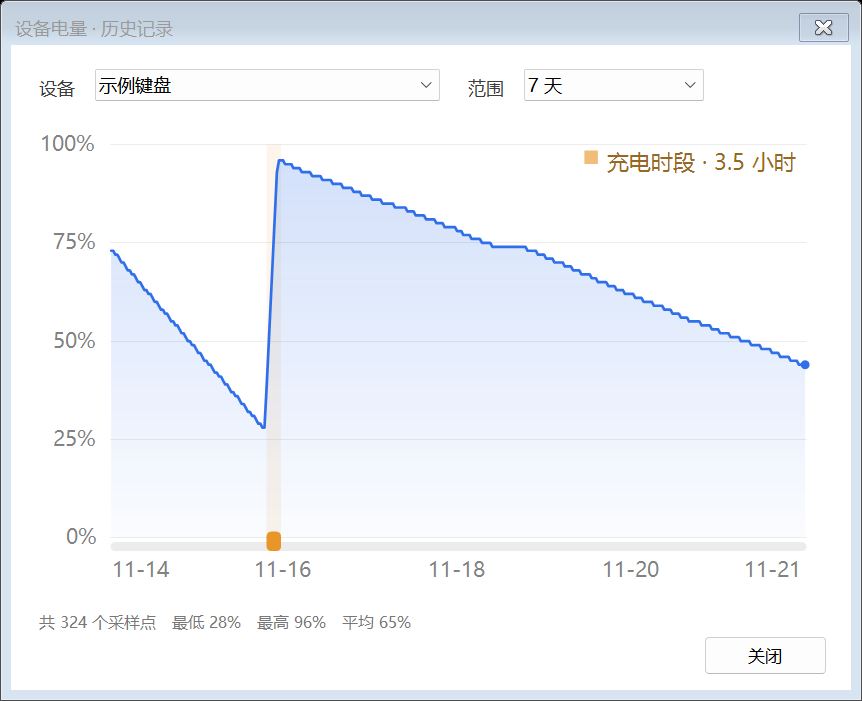 设备电量 · 历史记录
设备 示例键盘 范围 7 天
100%
充电时段 · 3.5 小时
75%
50%
25%
0%
11-14 11-16 11-18 11-20 11-21
共 324 个采样点 最低 28% 最高 96% 平均 65%
关闭